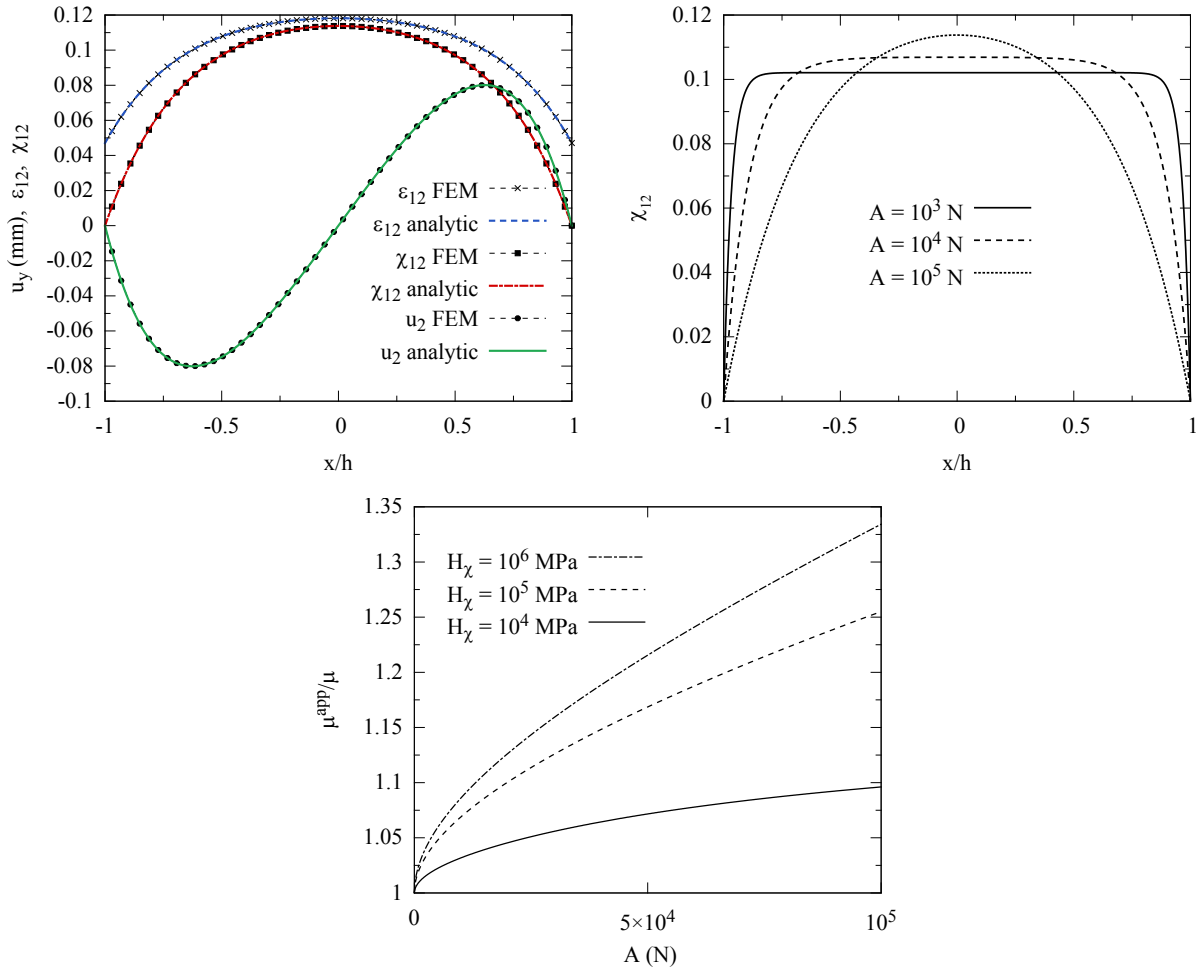 0.12
0.1
0.08
0.06
0.04
0.02
0
-0.02
-0.04
-0.06
-0.08
-0.1
u_y (mm), ε_12, χ_12
ε_12 FEM
ε_12 analytic
χ_12 FEM
χ_12 analytic
u_2 FEM
u_2 analytic
-1 -0.5 0 0.5 1
x/h
0.12
0.1
0.08
0.06
0.04
0.02
0
χ_12
A = 10^3 N
A = 10^4 N
A = 10^5 N
-1 -0.5 0 0.5 1
x/h
1.35
1.3
1.25
1.2
1.15
1.1
1.05
1
μ^app/μ
H_χ = 10^6 MPa
H_χ = 10^5 MPa
H_χ = 10^4 MPa
0 5×10^4 10^5
A (N)